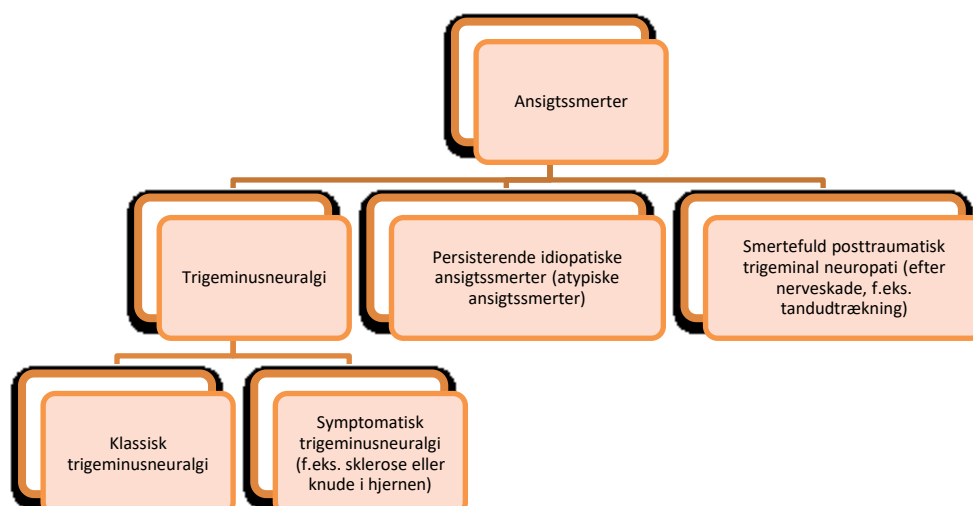 Ansigtssmerter
Trigeminusneuralgi
Persisterende idiopatiske
ansigtssmerter (atypiske
ansigtssmerter)
Smertefuld posttraumatisk
trigeminal neuropati (efter
nerveskade, f.eks.
tandudtrækning)
Klassisk
trigeminusneuralgi
Symptomatisk
trigeminusneuralgi
(f.eks. sklerose eller
knude i hjernen)